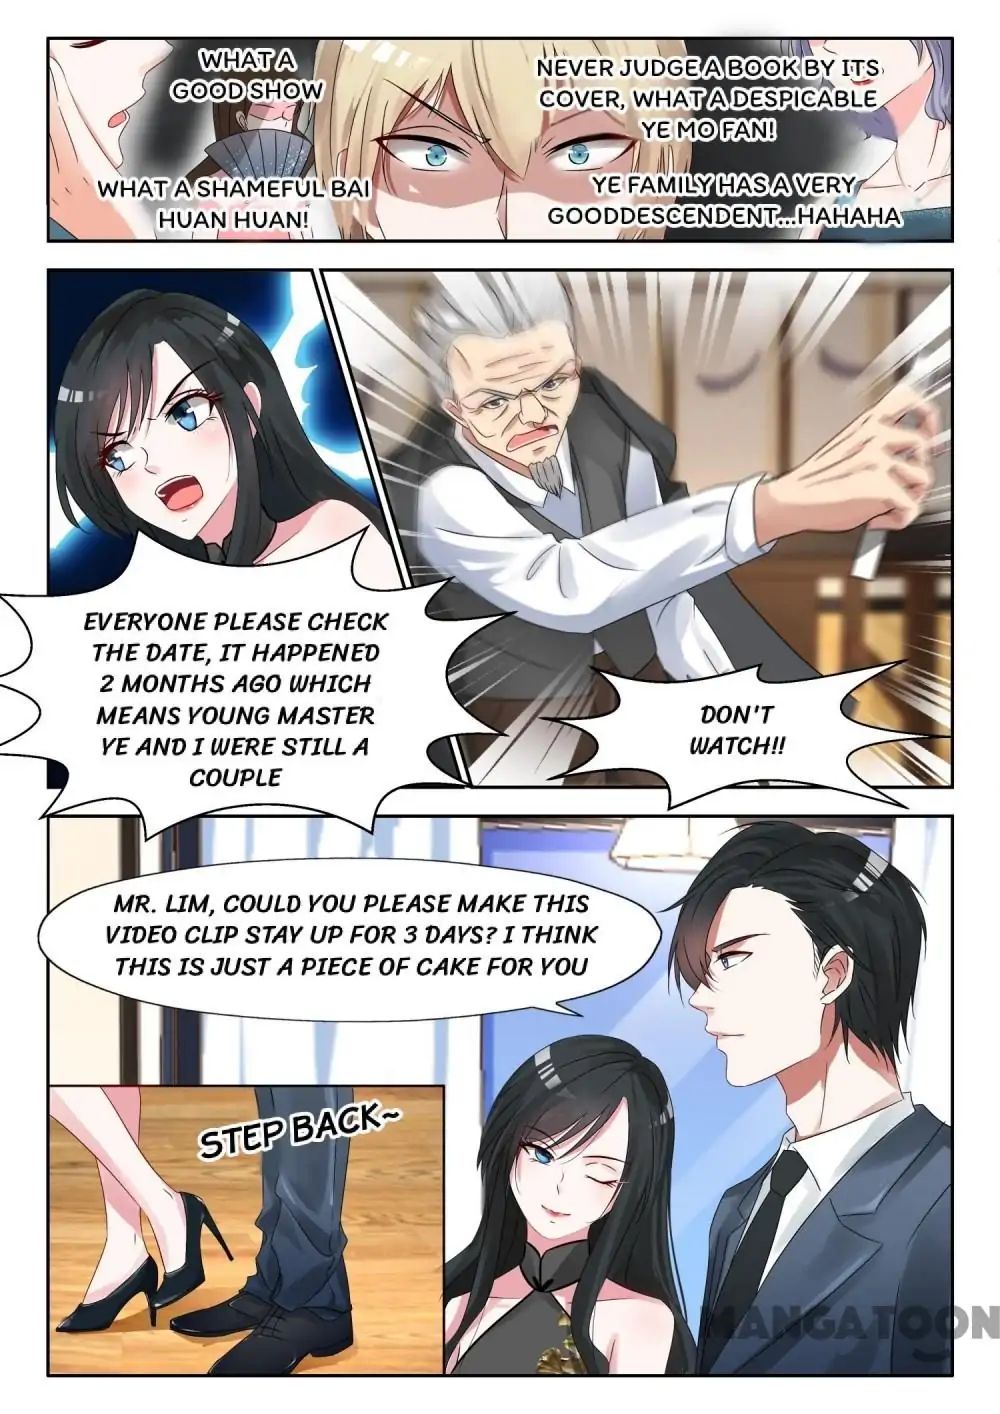 WHAT A
GOOD SHOW
NEVER JUDGE A BOOK BY ITS
COVER, WHAT A DESPICABLE
YE MO FAN!
WHAT A SHAMEFUL BAI
HUAN HUAN!
YE FAMILY HAS A VERY
GOODDESCENDENT...HAHAHA
EVERYONE PLEASE CHECK
THE DATE, IT HAPPENED
2 MONTHS AGO WHICH
MEANS YOUNG MASTER
YE AND I WERE STILL A
COUPLE
DON'T
WATCH!!
MR. LIM, COULD YOU PLEASE MAKE THIS
VIDEO CLIP STAY UP FOR 3 DAYS? I THINK
THIS IS JUST A PIECE OF CAKE FOR YOU
STEP BACK~
MANGATOON